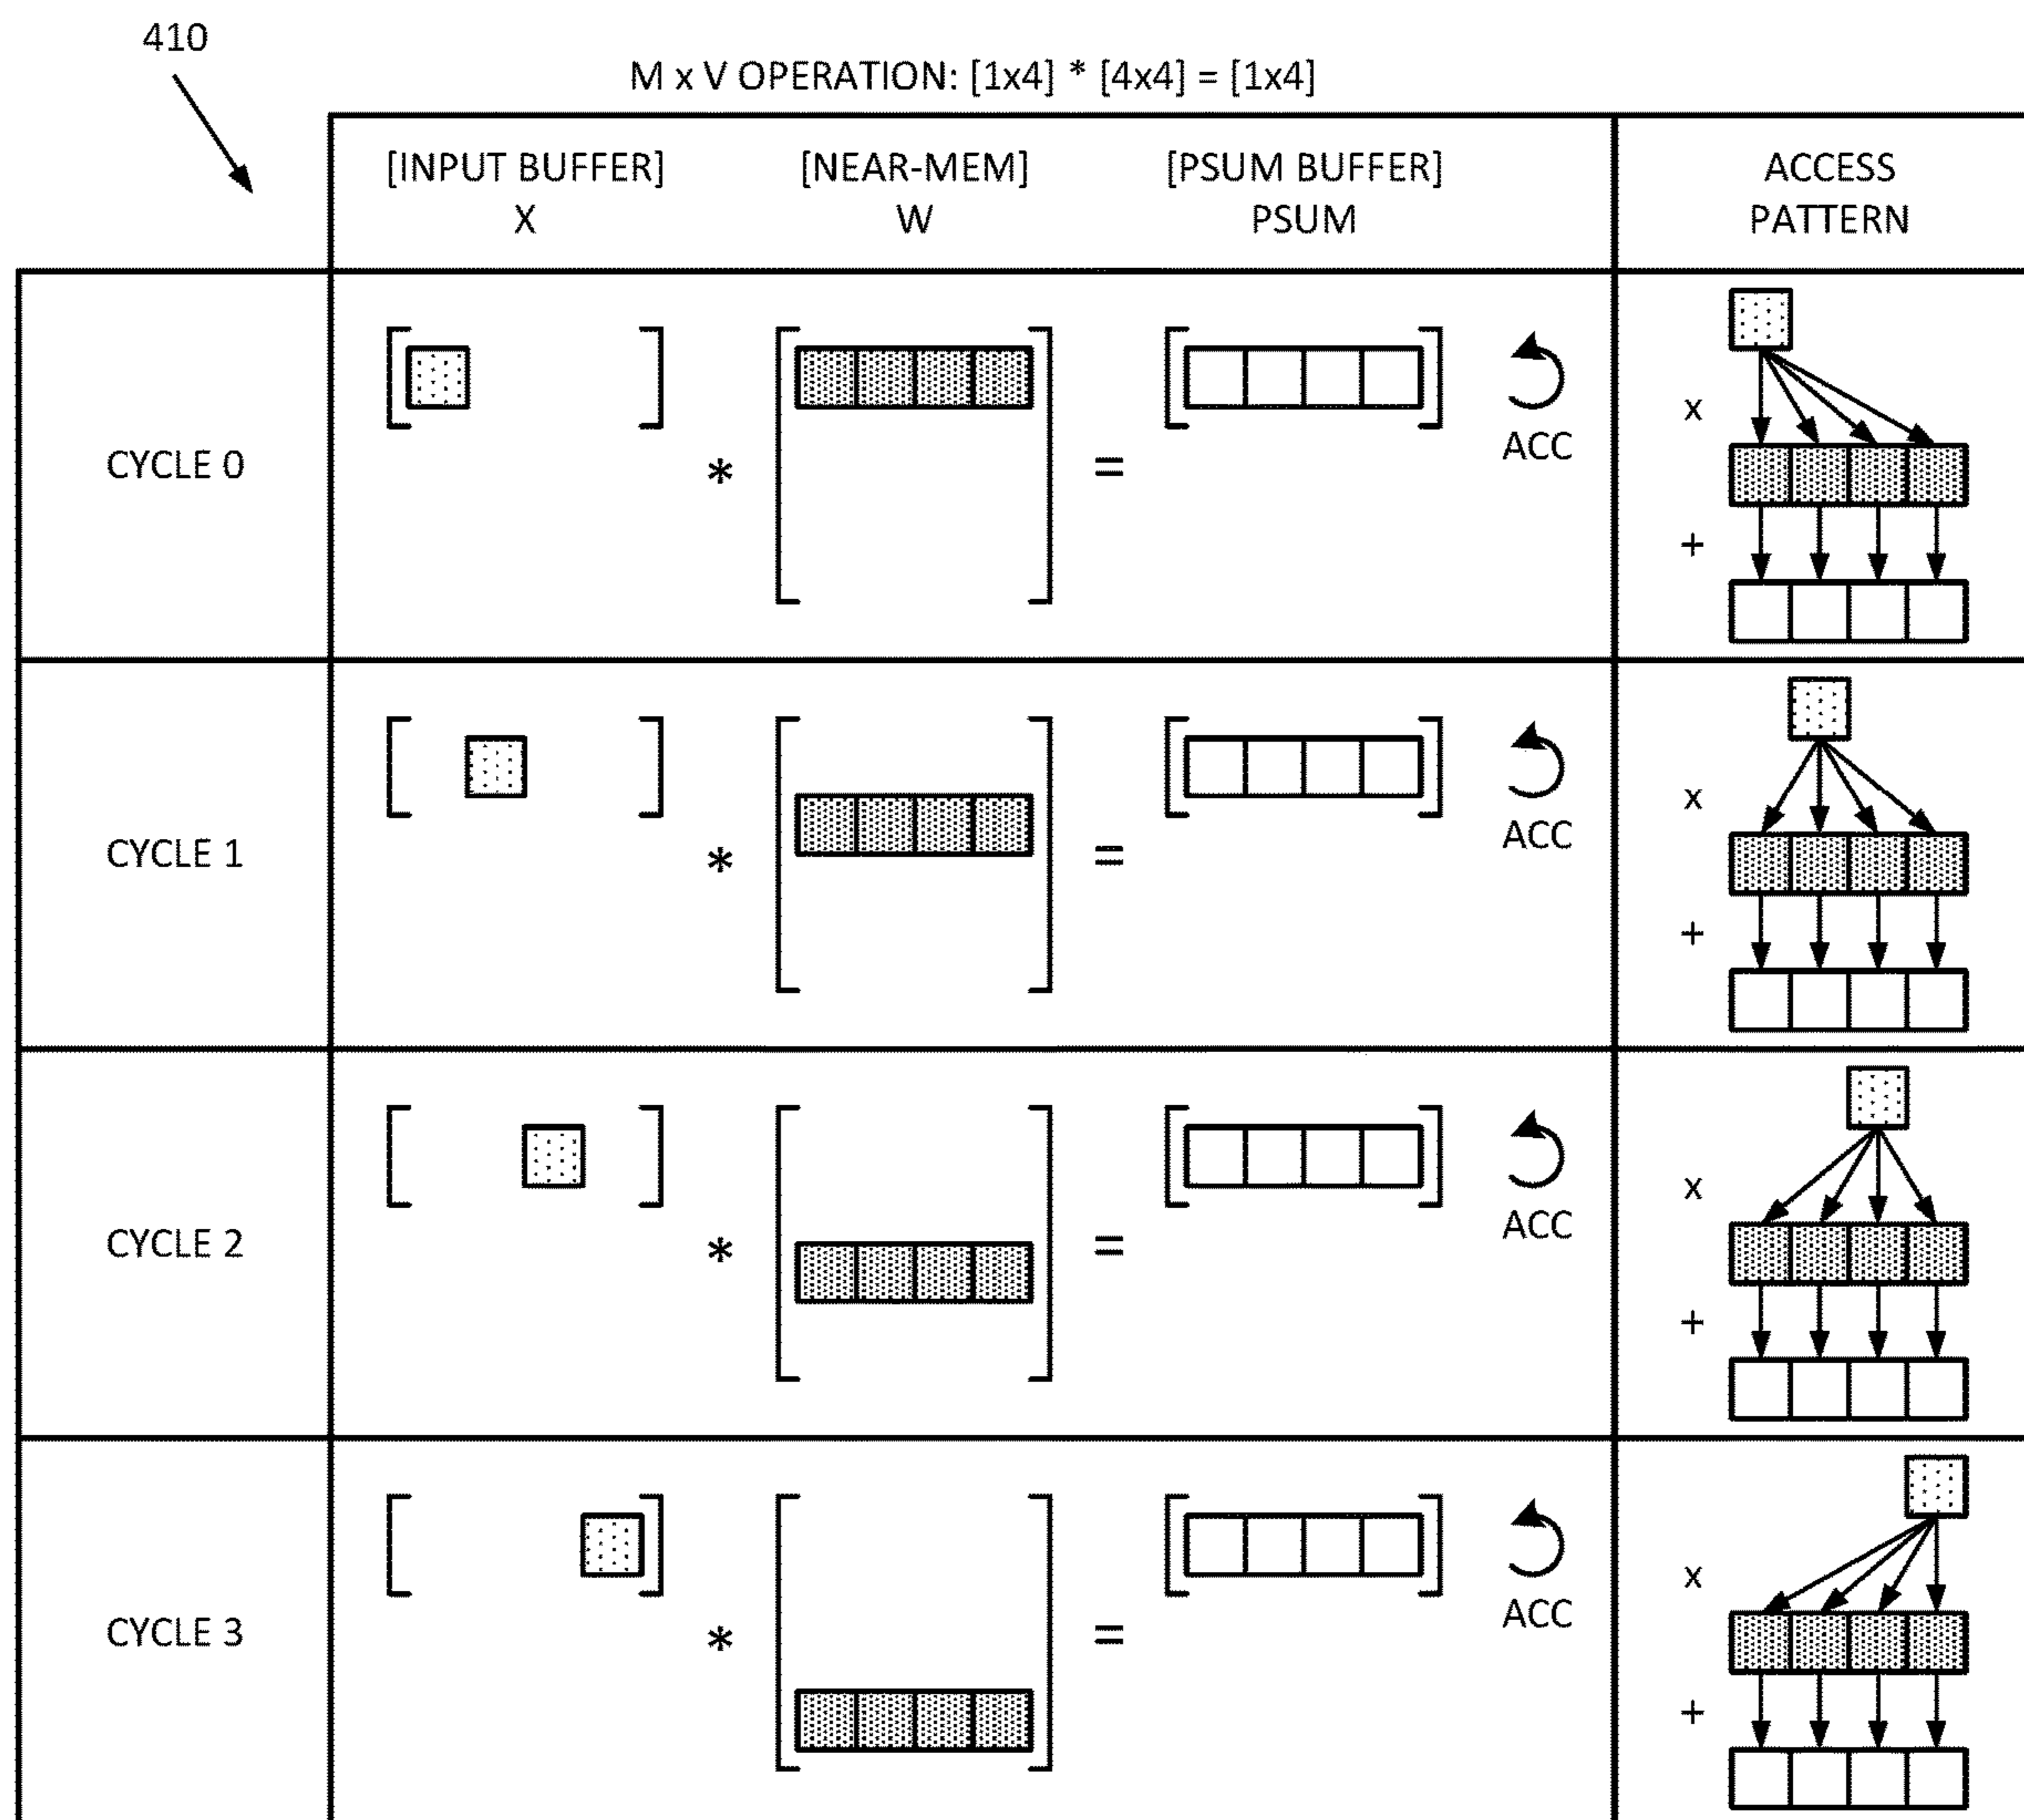 410
M x V OPERATION: [1x4] * [4x4] = [1x4]
[INPUT BUFFER] [NEAR-MEM] [PSUM BUFFER] ACCESS
X W PSUM PATTERN
CYCLE 0 * = ACC x +
CYCLE 1 * = ACC x +
CYCLE 2 * = ACC x +
CYCLE 3 * = ACC x +